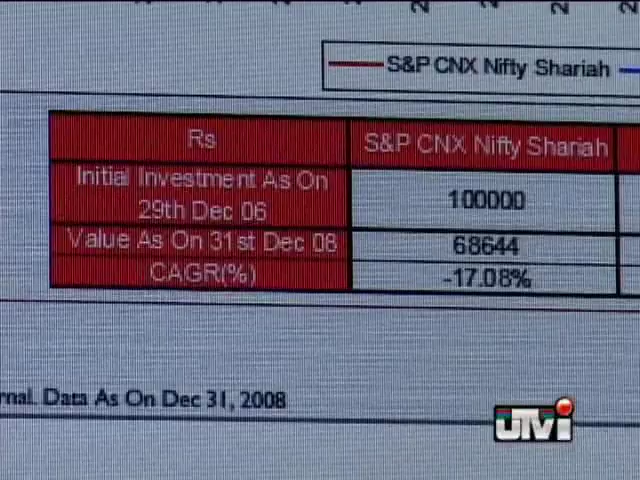 S&P CNX Nifty Shariah
Rs
S&P CNX Nifty Shariah
Initial Investment As On
29th Dec 06
100000
Value As On 31st Dec 08
68644
CAGR(%)
-17.08%
Data As On Dec 31, 2008
UTVi